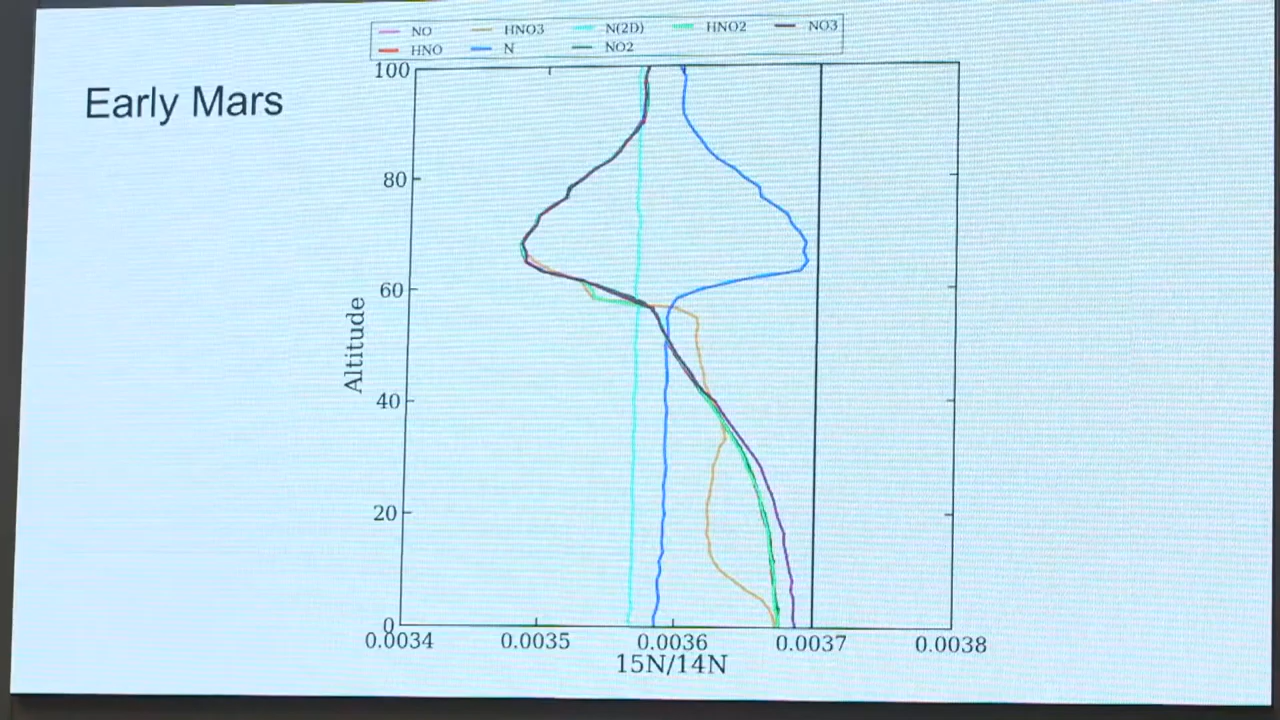 NO HNO3 N(2D) HNO2 NO3
HNO N NO2
Early Mars
100
80
60
40
20
0
Altitude
0.0034 0.0035 0.0036 0.0037 0.0038
15N/14N